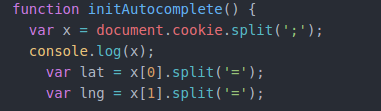 function initAutocomplete() {
  var x = document.cookie.split(';');
  console.log(x);
    var lat = x[0].split('=');
    var lng = x[1].split('=');